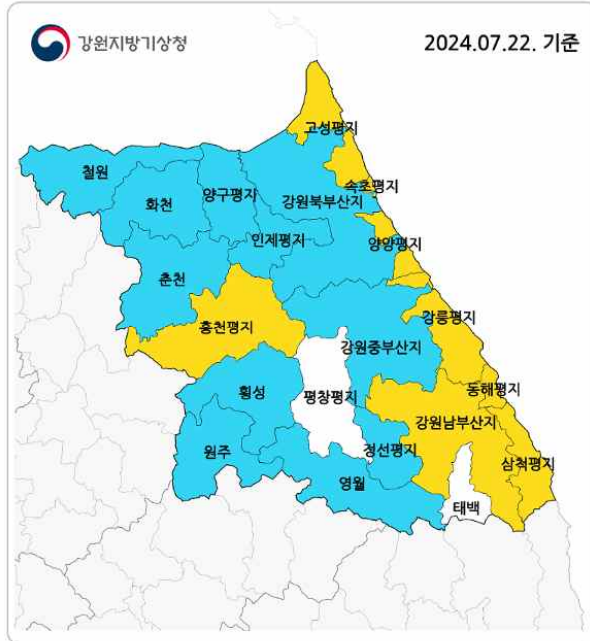 강원지방기상청
2024.07.22. 기준
고성평지
철원
양구평지
속초평지
화천
강원북부산지
인제평지
양양평지
춘천
강릉평지
홍천평지
강원중부산지
동해평지
횡성
평창평지
강원남부산지
원주
정선평지
삼척평지
영월
태백